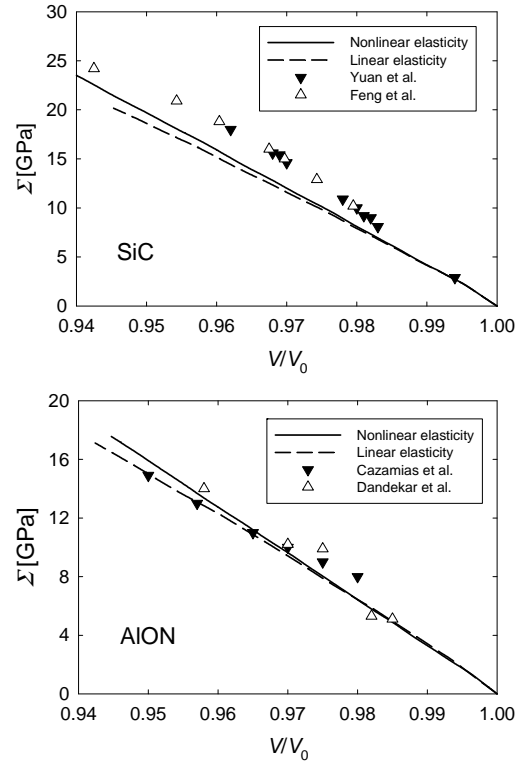 30
25
20
15
10
5
0
Σ [GPa]
Nonlinear elasticity
Linear elasticity
Yuan et al.
Feng et al.
SiC
0.94 0.95 0.96 0.97 0.98 0.99 1.00
V/V₀
20
16
12
8
4
0
Σ [GPa]
Nonlinear elasticity
Linear elasticity
Cazamias et al.
Dandekar et al.
AlON
0.94 0.95 0.96 0.97 0.98 0.99 1.00
V/V₀